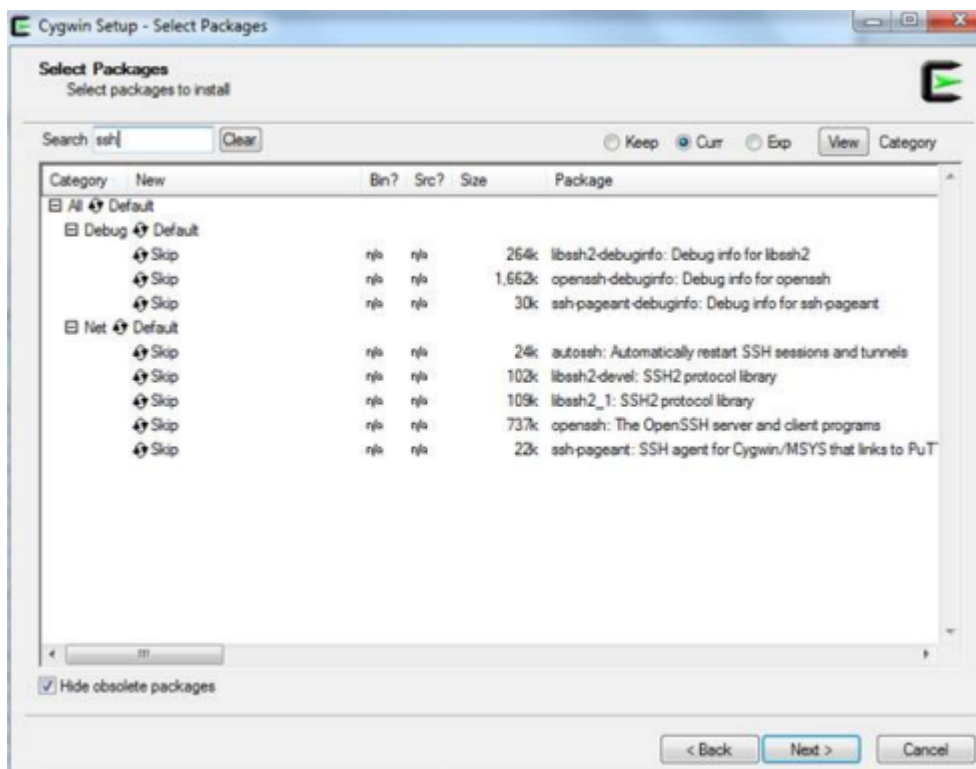 Cygwin Setup - Select Packages
Select Packages
Select packages to install
Search ssh Clear Keep Curr Exp View Category
Category New Bin? Src? Size Package
All Default
Debug Default
Skip n/a n/a 264k libssh2-debuginfo: Debug info for libssh2
Skip n/a n/a 1,662k openssh-debuginfo: Debug info for openssh
Skip n/a n/a 30k ssh-pageant-debuginfo: Debug info for ssh-pageant
Net Default
Skip n/a n/a 24k autossh: Automatically restart SSH sessions and tunnels
Skip n/a n/a 102k libssh2-devel: SSH2 protocol library
Skip n/a n/a 109k libssh2_1: SSH2 protocol library
Skip n/a n/a 737k openssh: The OpenSSH server and client programs
Skip n/a n/a 22k ssh-pageant: SSH agent for Cygwin/MSYS that links to PuT
Hide obsolete packages
< Back Next > Cancel